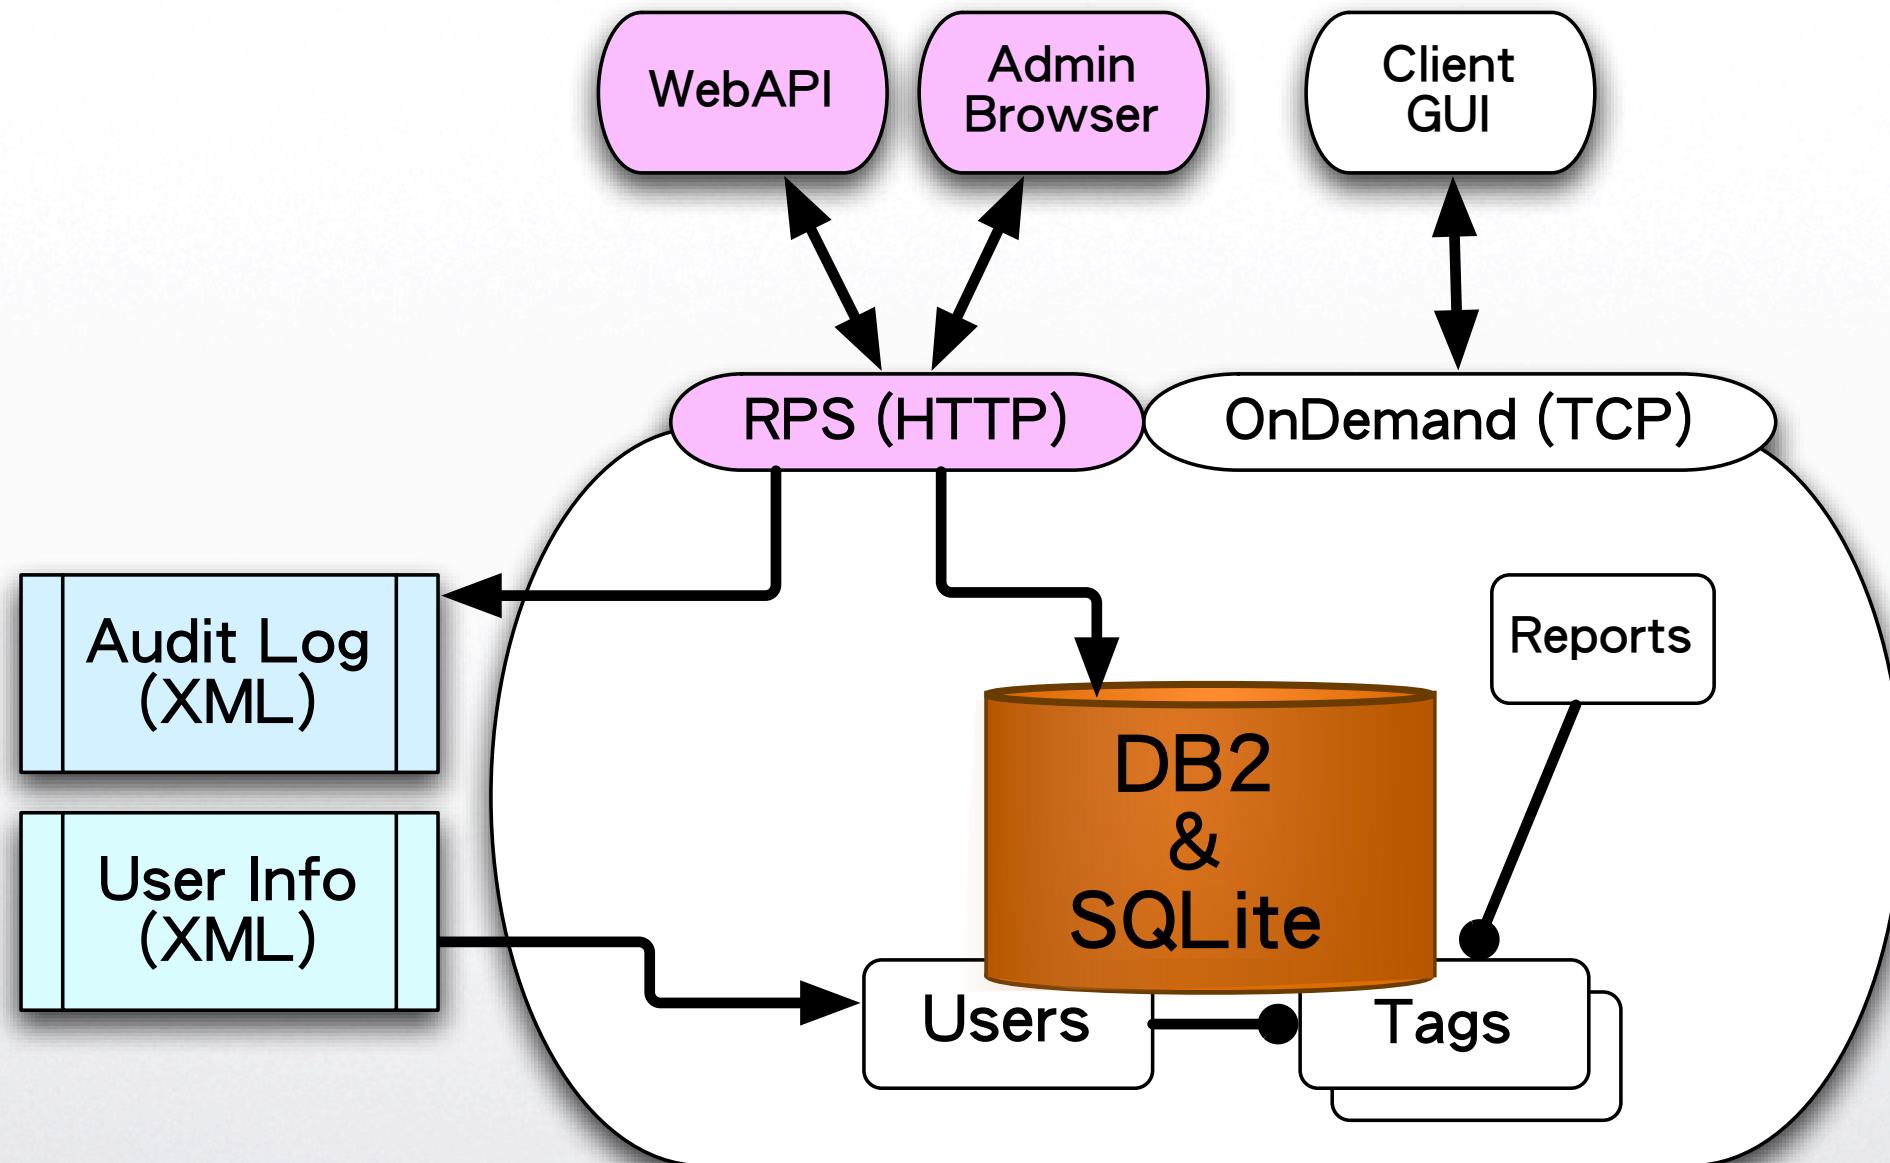 WebAPI
Admin
Browser
Client
GUI
RPS (HTTP)
OnDemand (TCP)
Audit Log
(XML)
Reports
DB2
&
SQLite
User Info
(XML)
Users
Tags